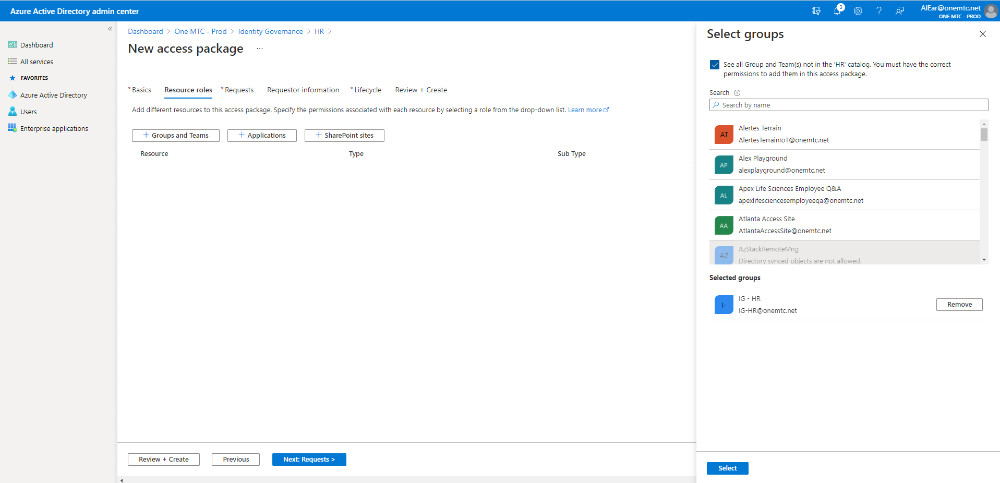 Azure Active Directory admin center
3
AlEar@onemtc.net
ONE MTC - PROD
Dashboard
All services
FAVORITES
Azure Active Directory
Users
Enterprise applications
Dashboard > One MTC - Prod > Identity Governance > HR >
New access package ...
* Basics Resource roles * Requests Requestor information * Lifecycle Review + Create
Add different resources to this access package. Specify the permissions associated with each resource by selecting a role from the drop-down list. Learn more
+ Groups and Teams + Applications + SharePoint sites
Resource Type Sub Type
Review + Create Previous Next: Requests >
Select groups
See all Group and Team(s) not in the 'HR' catalog. You must have the correct
permissions to add them in this access package.
Search
Search by name
AT
Alertes Terrain
AlertesTerrainIoT@onemtc.net
AP
Alex Playground
alexplayground@onemtc.net
AL
Apex Life Sciences Employee Q&A
apexlifesciencesemployeeqa@onemtc.net
AA
Atlanta Access Site
AtlantaAccessSite@onemtc.net
AZ
AzStackRemoteMng
Directory synced objects are not allowed.
Selected groups
I-
IG - HR
IG-HR@onemtc.net
Remove
Select